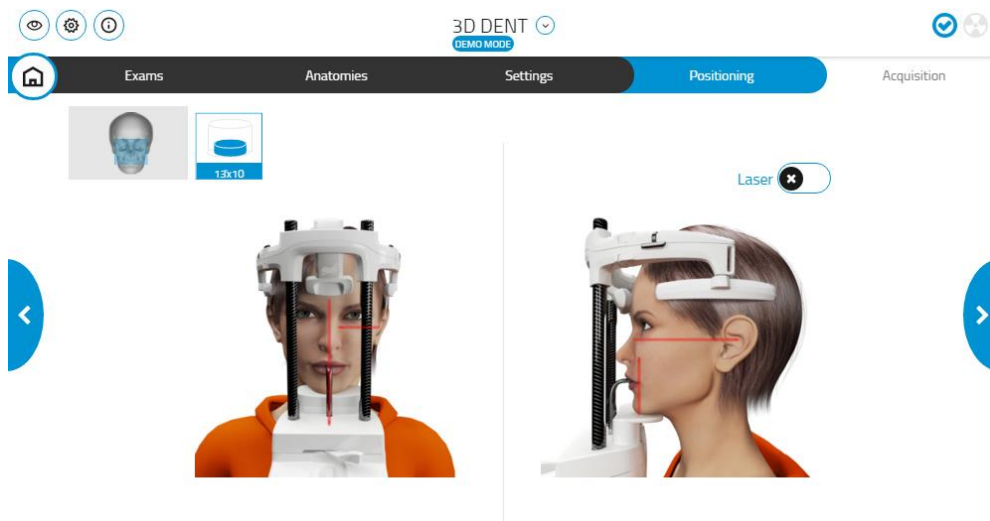 3D DENT
DEMO MODE
Exams
Anatomies
Settings
Positioning
Acquisition
13x10
Laser